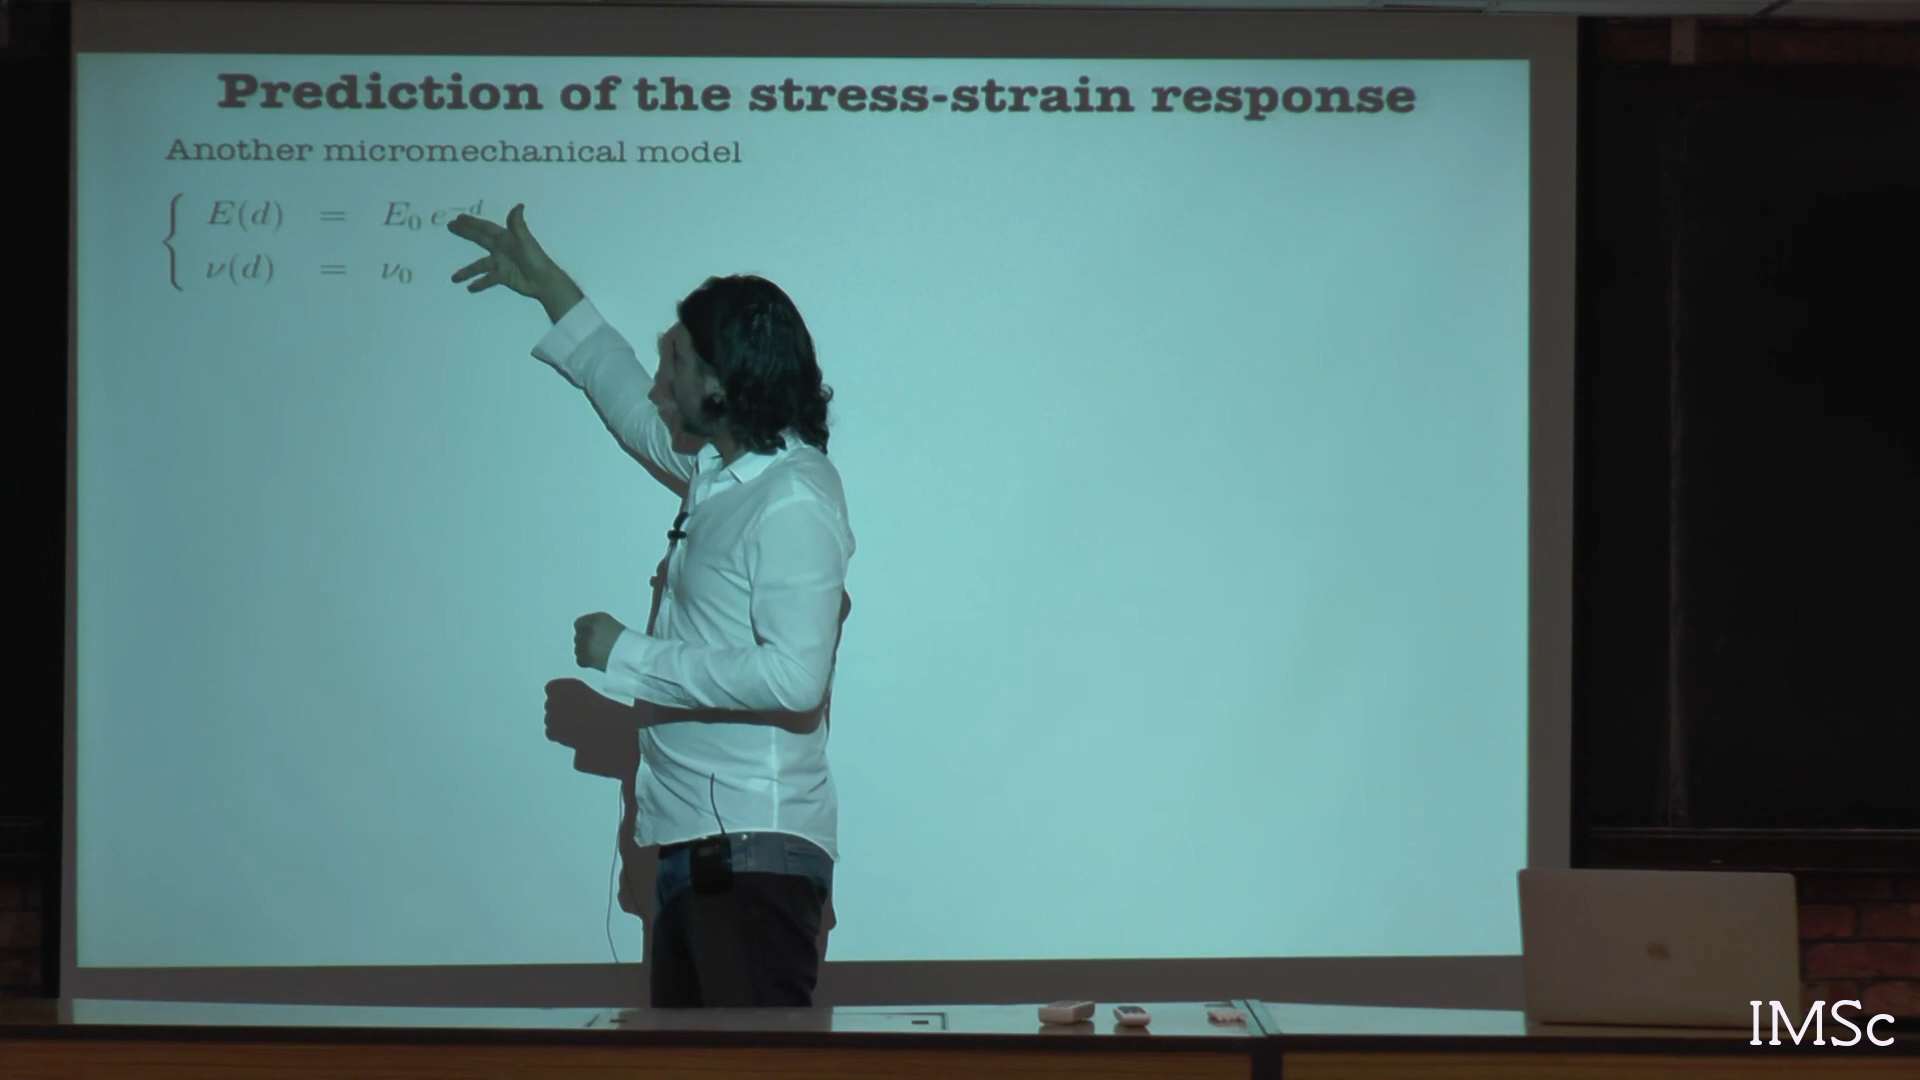 Prediction of the stress-strain response
Another micromechanical model
E(d) = E₀ e⁻ᵈ
ν(d) = ν₀
IMSc